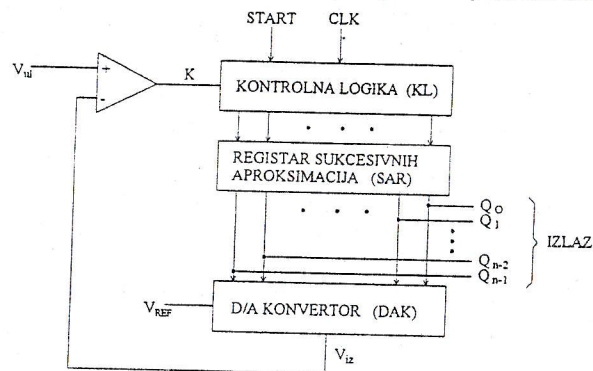 START CLK
V_ul
+
-
K
KONTROLNA LOGIKA (KL)
REGISTAR SUKCESIVNIH
APROKSIMACIJA (SAR)
Q_0
Q_1
Q_n-2
Q_n-1
IZLAZ
V_REF
D/A KONVERTOR (DAK)
V_iz